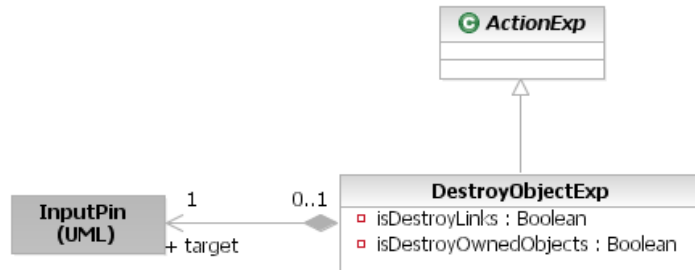 C ActionExp
1
0..1
InputPin
(UML)
+ target
DestroyObjectExp
isDestroyLinks : Boolean
isDestroyOwnedObjects : Boolean